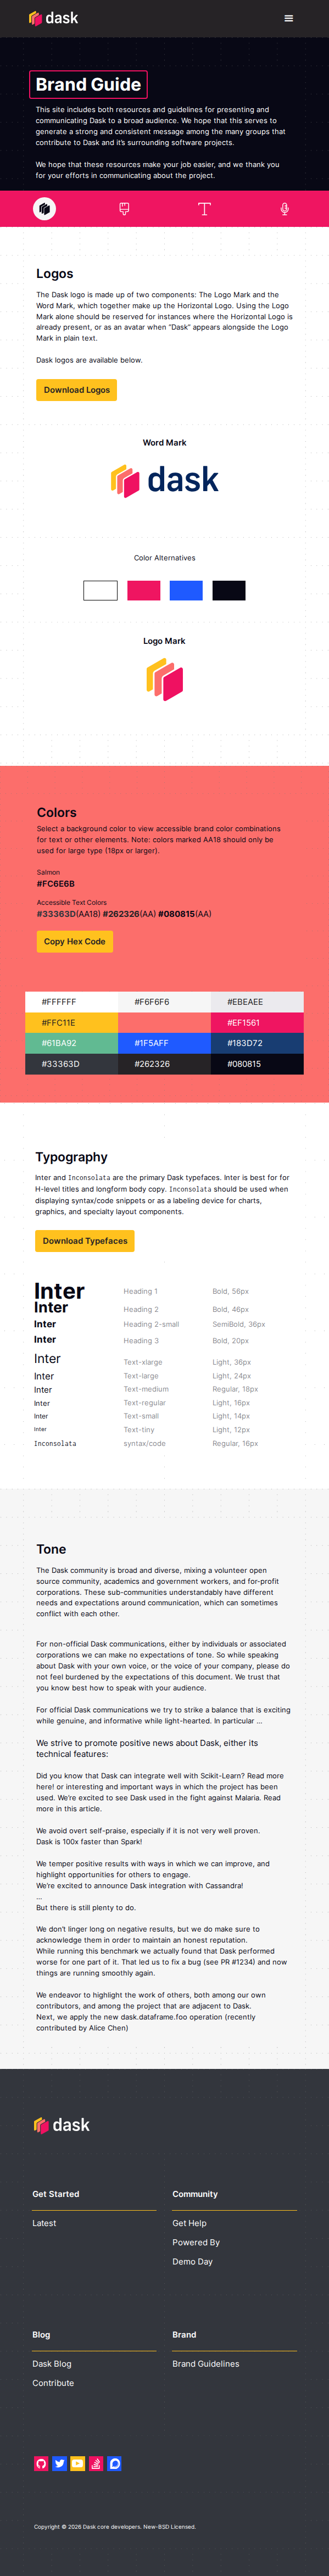 dask
Brand Guide
This site includes both resources and guidelines for presenting and
communicating Dask to a broad audience. We hope that this serves to
generate a strong and consistent message among the many groups that
contribute to Dask and it's surrounding software projects.
We hope that these resources make your job easier, and we thank you
for your efforts in communicating about the project.
Logos
The Dask logo is made up of two components: The Logo Mark and the
Word Mark, which together make up the Horizontal Logo. Using the Logo
Mark alone should be reserved for instances where the Horizontal Logo is
already present, or as an avatar when "Dask" appears alongside the Logo
Mark in plain text.
Dask logos are available below.
Download Logos
Word Mark
dask
Color Alternatives
Logo Mark
Colors
Select a background color to view accessible brand color combinations
for text or other elements. Note: colors marked AA18 should only be
used for large type (18px or larger).
Salmon
#FC6E6B
Accessible Text Colors
#33363D(AA18) #262326(AA) #080815(AA)
Copy Hex Code
#FFFFFF #F6F6F6 #EBEAEE
#FFC11E #EF1561
#61BA92 #1F5AFF #183D72
#33363D #262326 #080815
Typography
Inter and Inconsolata are the primary Dask typefaces. Inter is best for for
H-level titles and longform body copy. Inconsolata should be used when
displaying syntax/code snippets or as a labeling device for charts,
graphics, and specialty layout components.
Download Typefaces
Inter Heading 1 Bold, 56px
Inter Heading 2 Bold, 46px
Inter Heading 2-small SemiBold, 36px
Inter Heading 3 Bold, 20px
Inter Text-xlarge Light, 36px
Inter Text-large Light, 24px
Inter Text-medium Regular, 18px
Inter Text-regular Light, 16px
Inter Text-small Light, 14px
Inter Text-tiny Light, 12px
Inconsolata syntax/code Regular, 16px
Tone
The Dask community is broad and diverse, mixing a volunteer open
source community, academics and government workers, and for-profit
corporations. These sub-communities understandably have different
needs and expectations around communication, which can sometimes
conflict with each other.
For non-official Dask communications, either by individuals or associated
corporations we can make no expectations of tone. So while speaking
about Dask with your own voice, or the voice of your company, please do
not feel burdened by the expectations of this document. We trust that
you know best how to speak with your audience.
For official Dask communications we try to strike a balance that is exciting
while genuine, and informative while light-hearted. In particular ...
We strive to promote positive news about Dask, either its
technical features:
Did you know that Dask can integrate well with Scikit-Learn? Read more
here! or interesting and important ways in which the project has been
used. We're excited to see Dask used in the fight against Malaria. Read
more in this article.
We avoid overt self-praise, especially if it is not very well proven.
Dask is 100x faster than Spark!
We temper positive results with ways in which we can improve, and
highlight opportunities for others to engage.
We're excited to announce Dask integration with Cassandra!
...
But there is still plenty to do.
We don't linger long on negative results, but we do make sure to
acknowledge them in order to maintain an honest reputation.
While running this benchmark we actually found that Dask performed
worse for one part of it. That led us to fix a bug (see PR #1234) and now
things are running smoothly again.
We endeavor to highlight the work of others, both among our own
contributors, and among the project that are adjacent to Dask.
Next, we apply the new dask.dataframe.foo operation (recently
contributed by Alice Chen)
dask
Get Started
Latest
Community
Get Help
Powered By
Demo Day
Blog
Dask Blog
Contribute
Brand
Brand Guidelines
Copyright © 2026 Dask core developers. New-BSD Licensed.